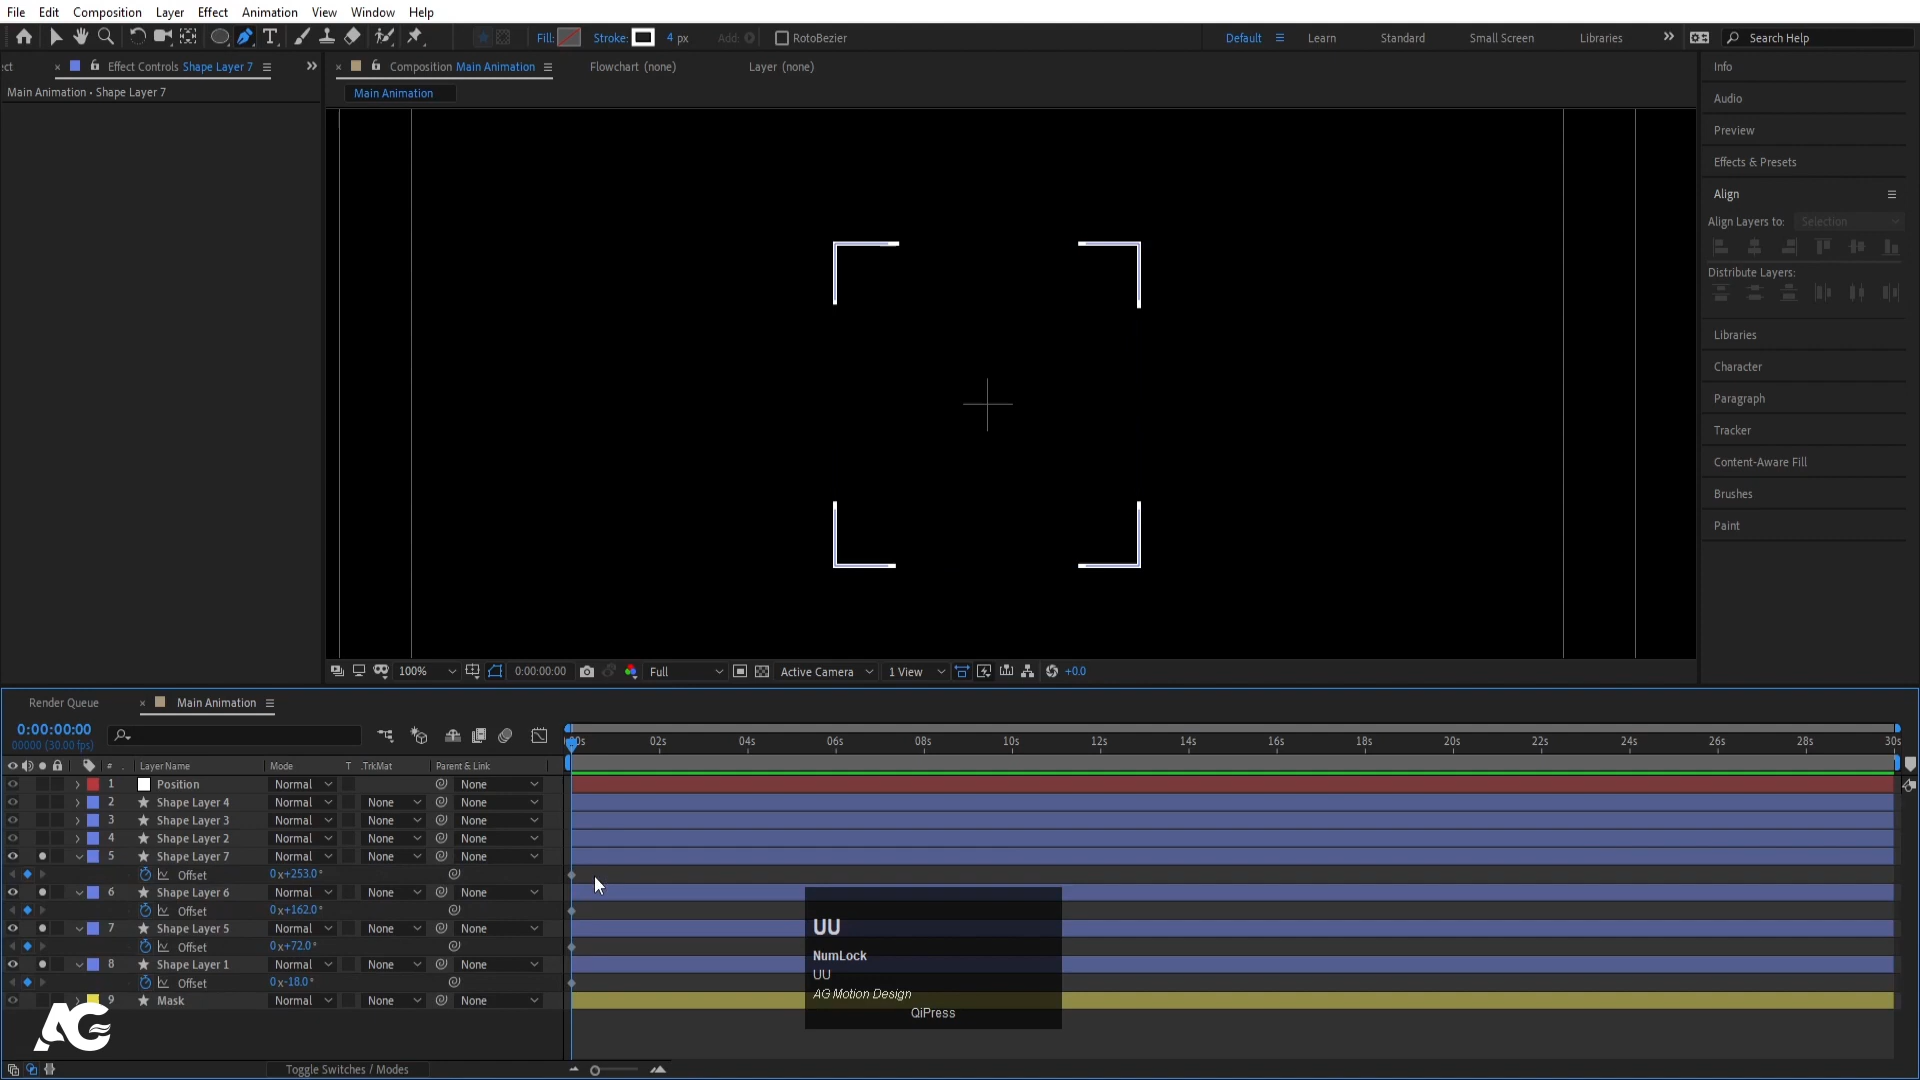 File Edit Composition Layer Effect Animation View Window Help
Fill: Stroke: 4 px Add: RotoBezier Default Learn Standard Small Screen Libraries Search Help
ct Effect Controls Shape Layer 7 Composition Main Animation Flowchart (none) Layer (none)
Main Animation • Shape Layer 7
Main Animation
Info
Audio
Preview
Effects & Presets
Align
Align Layers to: Selection
Distribute Layers:
Libraries
Character
Paragraph
Tracker
Content-Aware Fill
Brushes
Paint
100% 0:00:00:00 Full Active Camera 1 View +0.0
Render Queue Main Animation
0:00:00:00
00000 (30.00 fps)
00s 02s 04s 06s 08s 10s 12s 14s 16s 18s 20s 22s 24s 26s 28s 30s
# Layer Name Mode T .TrkMat Parent & Link
1 Position Normal None
2 Shape Layer 4 Normal None None
3 Shape Layer 3 Normal None None
4 Shape Layer 2 Normal None None
5 Shape Layer 7 Normal None None
Offset 0x+253.0°
6 Shape Layer 6 Normal None None
Offset 0x+162.0°
7 Shape Layer 5 Normal None None
Offset 0x+72.0°
8 Shape Layer 1 Normal None None
Offset 0x-18.0°
9 Mask Normal None None
UU
NumLock
UU
AG Motion Design
QiPress
AG
Toggle Switches / Modes